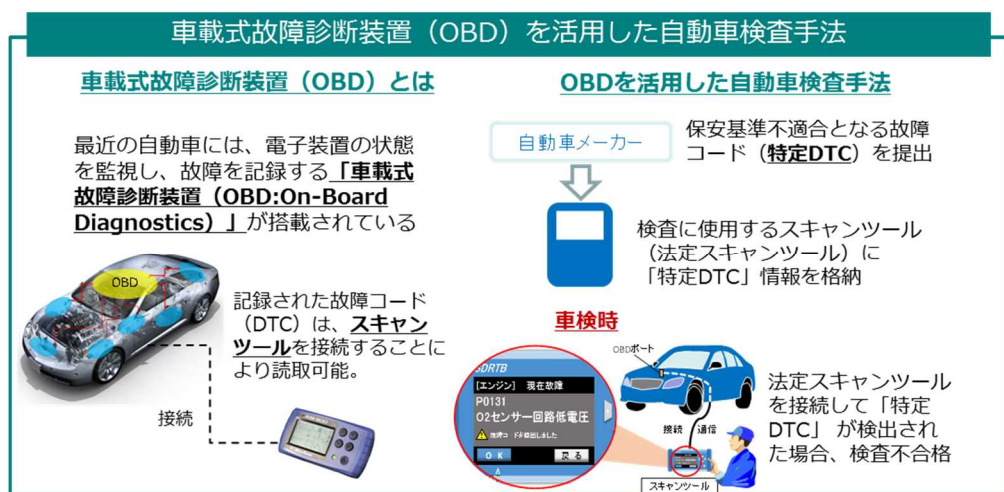 車載式故障診断装置（OBD）を活用した自動車検査手法
車載式故障診断装置（OBD）とは
最近の自動車には、電子装置の状態
を監視し、故障を記録する「車載式
故障診断装置（OBD:On-Board
Diagnostics）」が搭載されている
OBD
記録された故障コード
（DTC）は、スキャン
ツールを接続することに
より読取可能。
接続
OBDを活用した自動車検査手法
自動車メーカー
保安基準不適合となる故障
コード（特定DTC）を提出
検査に使用するスキャンツール
（法定スキャンツール）に
「特定DTC」情報を格納
車検時
[エンジン] 現在故障
P0131
O2センサー回路低電圧
OK
戻る
OBDポート
接続 通信
スキャンツール
法定スキャンツール
を接続して「特定
DTC」 が検出され
た場合、検査不合格